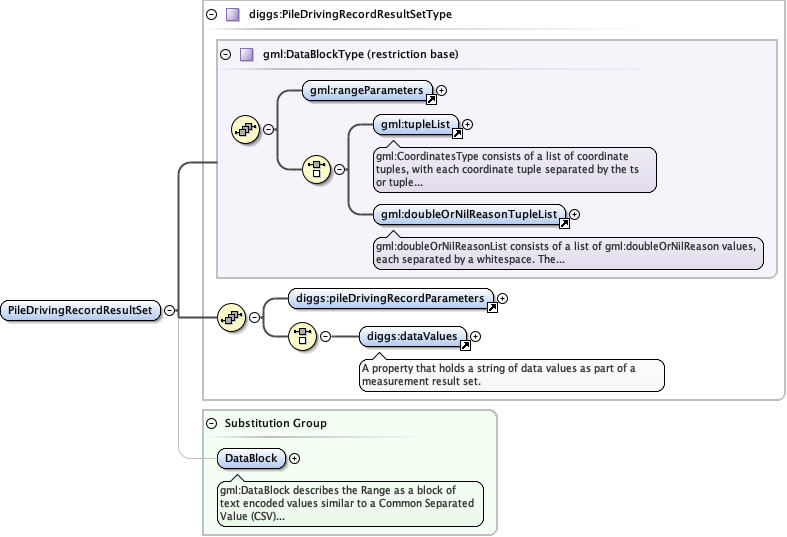 diggs:PileDrivingRecordResultSetType
gml:DataBlockType (restriction base)
gml:rangeParameters
gml:tupleList
gml:CoordinatesType consists of a list of coordinate
tuples, with each coordinate tuple separated by the ts
or tuple...
gml:doubleOrNilReasonTupleList
gml:doubleOrNilReasonList consists of a list of gml:doubleOrNilReason values,
each separated by a whitespace. The...
PileDrivingRecordResultSet
diggs:pileDrivingRecordParameters
diggs:dataValues
A property that holds a string of data values as part of a
measurement result set.
Substitution Group
DataBlock
gml:DataBlock describes the Range as a block of
text encoded values similar to a Common Separated
Value (CSV)...